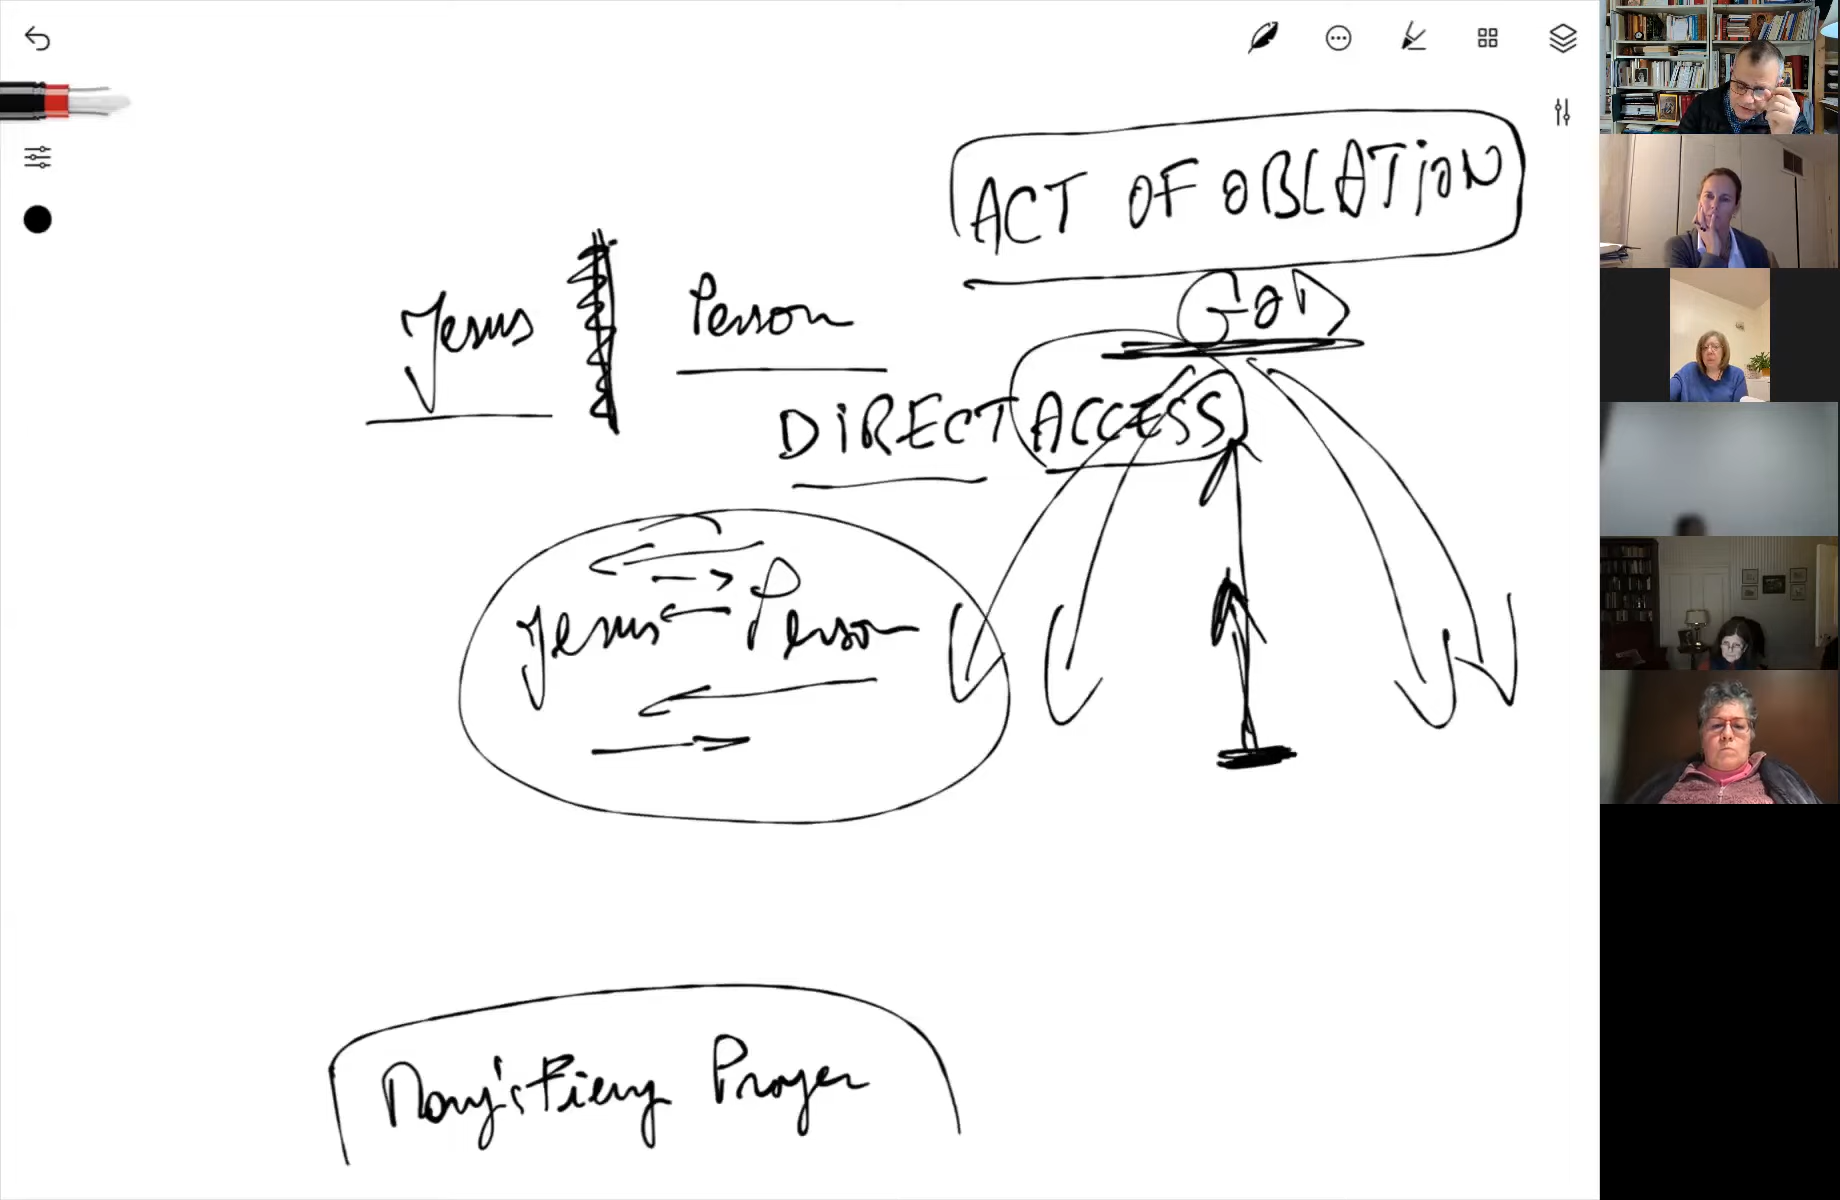 ACT OF OBLATION
GOD
Jesus
Person
DIRECT ACCESS
Jesus Person
Mary's Fiery Prayer